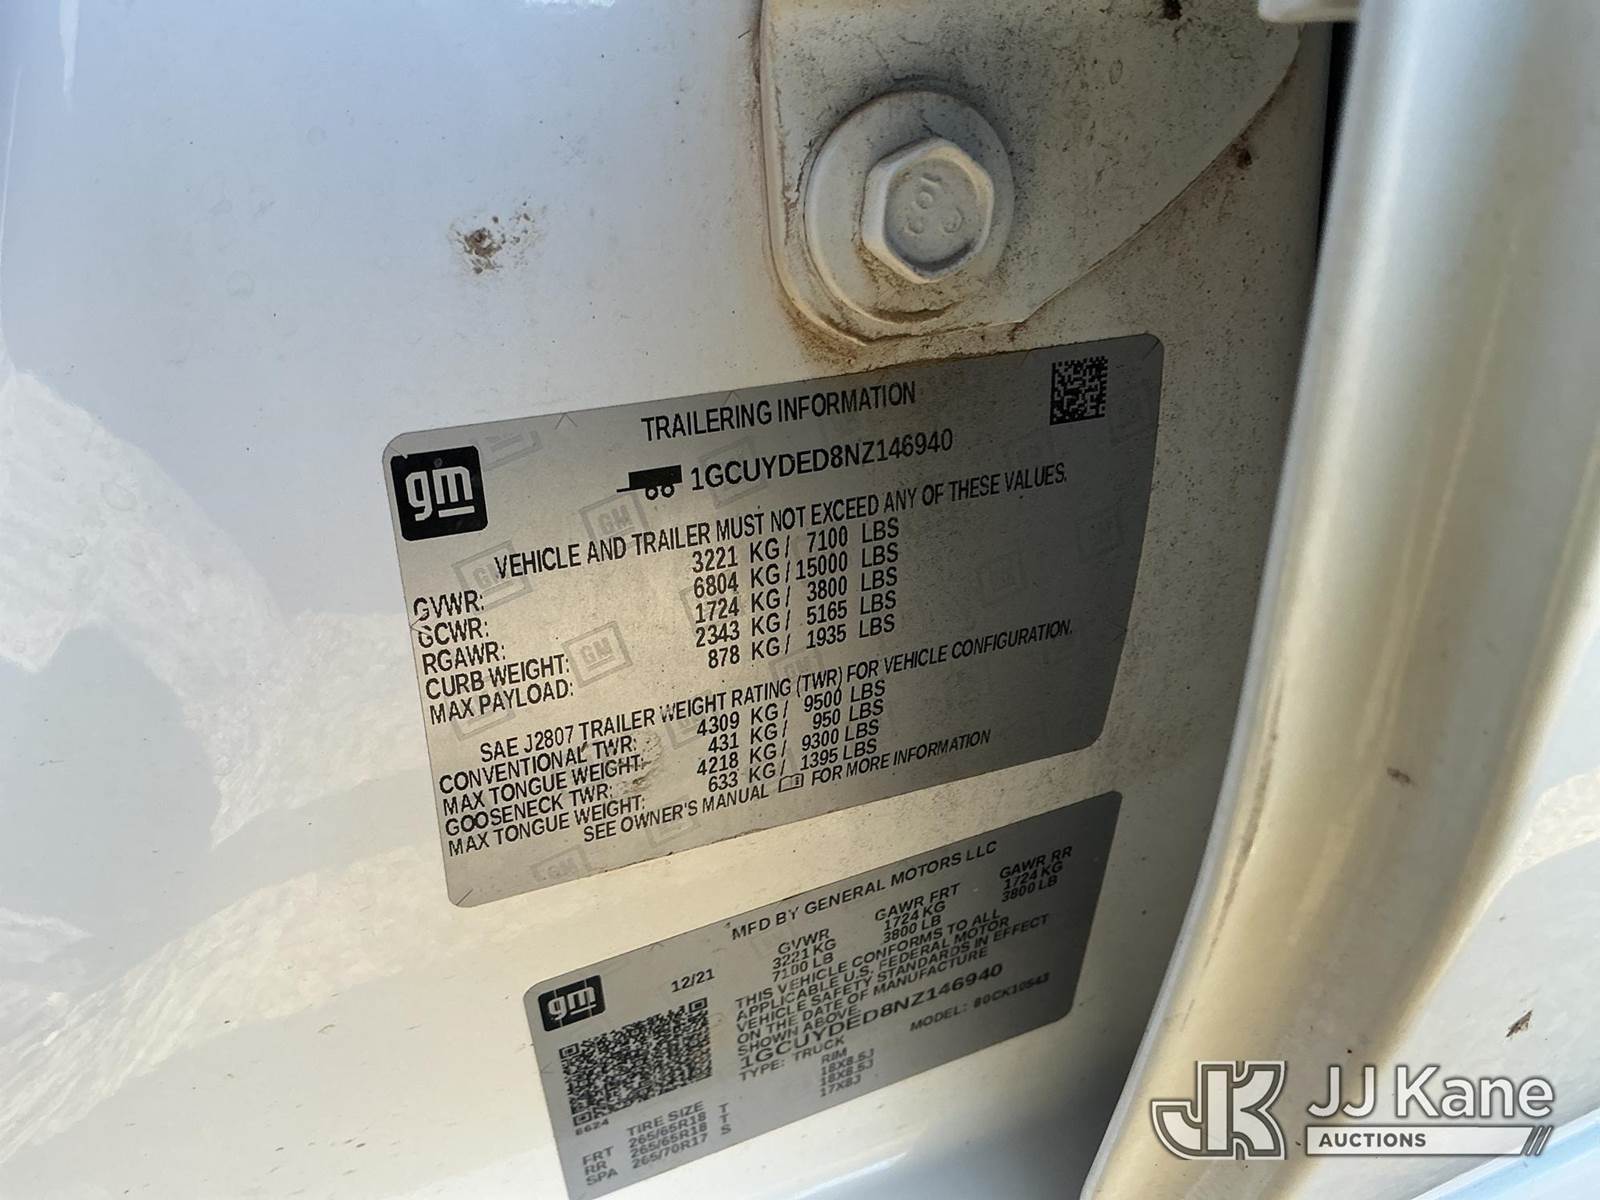 TRAILERING INFORMATION
gm
1GCUYDED8NZ146940
VEHICLE AND TRAILER MUST NOT EXCEED ANY OF THESE VALUES.
GVWR: 3221 KG/ 7100 LBS
GCWR: 6804 KG/ 15000 LBS
RGAWR: 1724 KG/ 3800 LBS
CURB WEIGHT: 2343 KG/ 5165 LBS
MAX PAYLOAD: 878 KG/ 1935 LBS
SAE J2807 TRAILER WEIGHT RATING (TWR) FOR VEHICLE CONFIGURATION.
CONVENTIONAL TWR: 4309 KG/ 9500 LBS
MAX TONGUE WEIGHT: 431 KG/ 950 LBS
GOOSENECK TWR: 4218 KG/ 9300 LBS
MAX TONGUE WEIGHT: 633 KG/ 1395 LBS
SEE OWNER'S MANUAL FOR MORE INFORMATION
MFD BY GENERAL MOTORS LLC
gm
12/21
GVWR GAWR FRT GAWR RR
3221 KG 1724 KG 1724 KG
7100 LB 3800 LB 3800 LB
THIS VEHICLE CONFORMS TO ALL
APPLICABLE U.S. FEDERAL MOTOR
VEHICLE SAFETY STANDARDS IN EFFECT
ON THE DATE OF MANUFACTURE
SHOWN ABOVE.
1GCUYDED8NZ146940
TYPE: TRUCK MODEL: 80CK10543
E624
TIRE SIZE RIM
FRT 265/65R18 T 18X8.5J
RR 265/65R18 T 18X8.5J
SPA 265/70R17 S 17X8J
JK JJ Kane
AUCTIONS